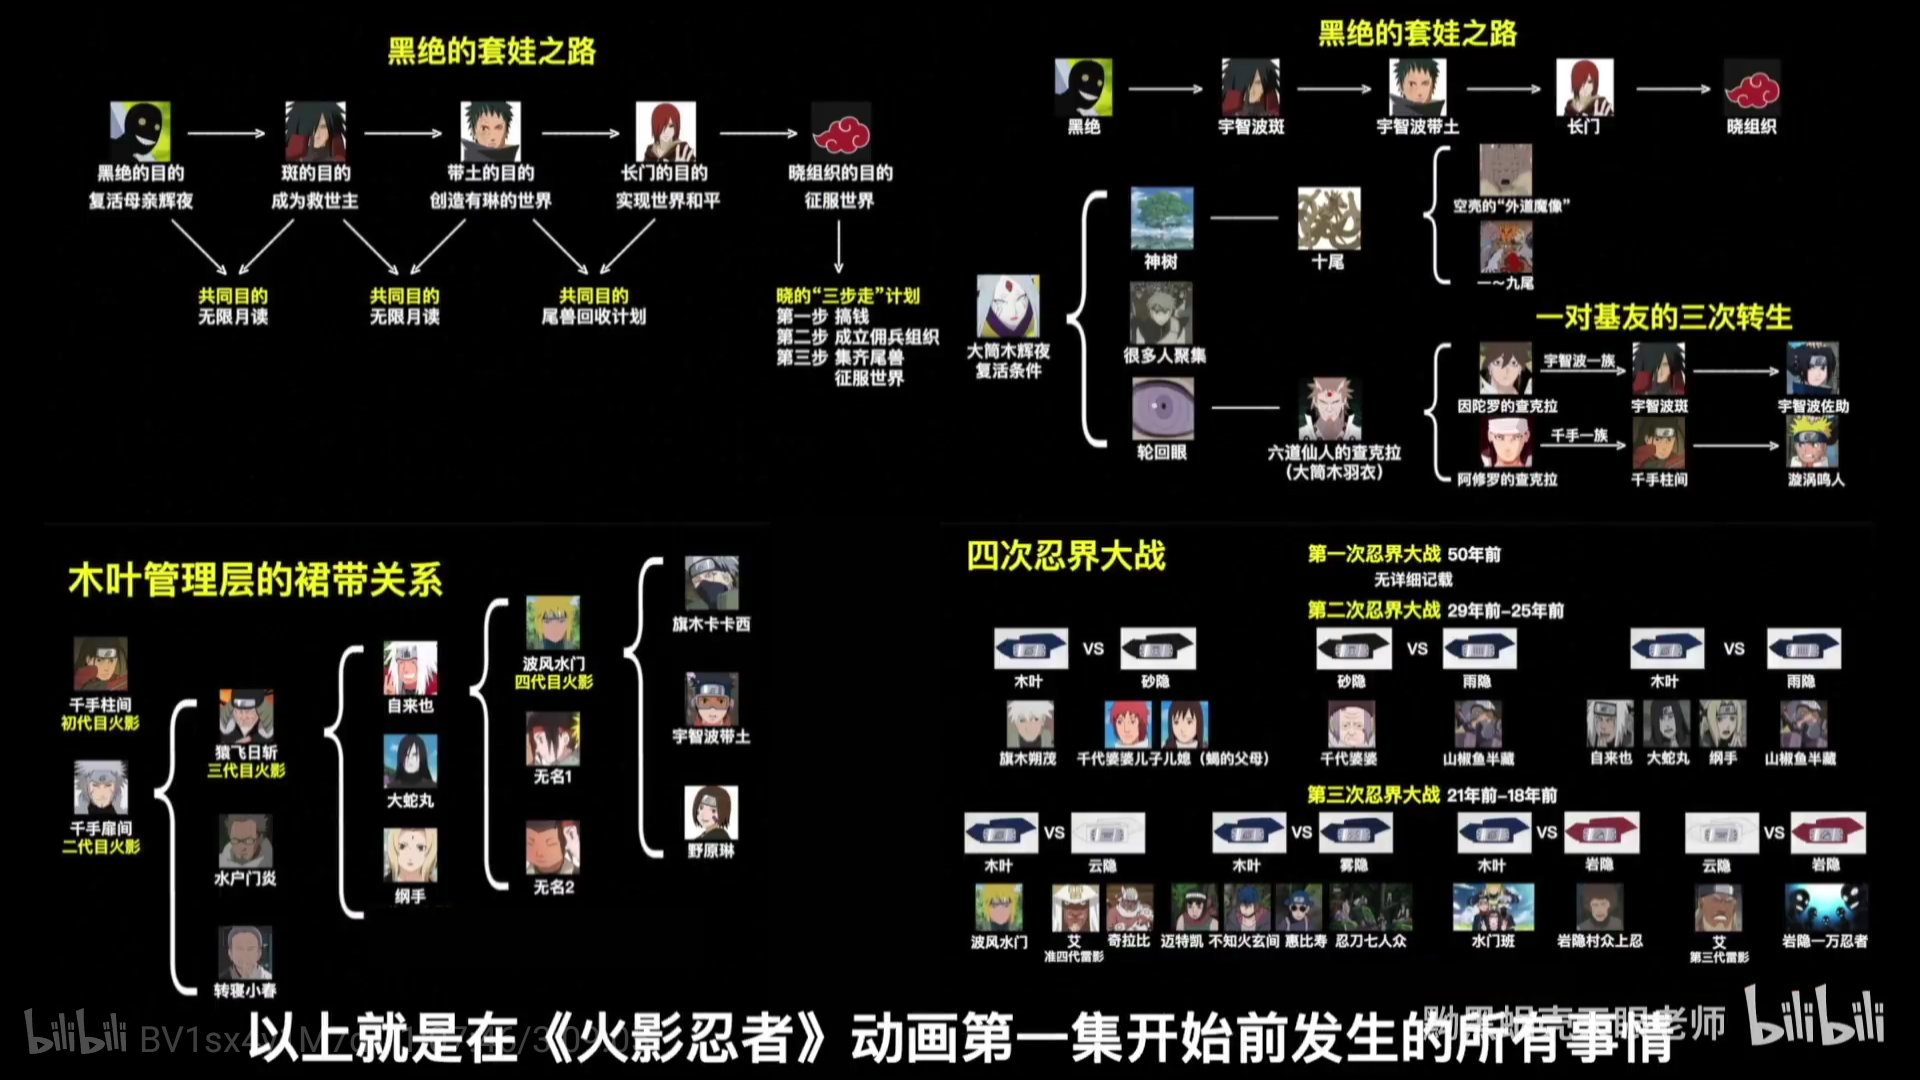 黑绝的套娃之路
黑绝的目的
复活母亲辉夜
斑的目的
成为救世主
带土的目的
创造有琳的世界
长门的目的
实现世界和平
晓组织的目的
征服世界
共同目的
无限月读
共同目的
无限月读
共同目的
尾兽回收计划
晓的“三步走”计划
第一步 搞钱
第二步 成立佣兵组织
第三步 集齐尾兽
征服世界
黑绝的套娃之路
黑绝
宇智波斑
宇智波带土
长门
晓组织
大筒木辉夜
复活条件
神树
十尾
空壳的“外道魔像”
一~九尾
很多人聚集
轮回眼
六道仙人的查克拉
(大筒木羽衣)
一对基友的三次转生
因陀罗的查克拉
宇智波一族
宇智波斑
宇智波佐助
阿修罗的查克拉
千手一族
千手柱间
漩涡鸣人
木叶管理层的裙带关系
千手柱间
初代目火影
千手扉间
二代目火影
猿飞日斩
三代目火影
水户门炎
转寝小春
自来也
大蛇丸
纲手
波风水门
四代目火影
无名1
无名2
旗木卡卡西
宇智波带土
野原琳
四次忍界大战
第一次忍界大战 50年前
无详细记载
第二次忍界大战 29年前-25年前
VS
木叶
砂隐
旗木朔茂
千代婆婆儿子儿媳(蝎的父母)
VS
砂隐
雨隐
千代婆婆
山椒鱼半藏
VS
木叶
雨隐
自来也
大蛇丸
纲手
山椒鱼半藏
第三次忍界大战 21年前-18年前
VS
木叶
云隐
波风水门
艾
准四代雷影
奇拉比
VS
木叶
雾隐
迈特凯
不知火玄间
惠比寿
忍刀七人众
VS
木叶
岩隐
水门班
岩隐村众上忍
VS
云隐
岩隐
艾
第三代雷影
岩隐一万忍者
以上就是在《火影忍者》动画第一集开始前发生的所有事情
bilibili
BV1sx4
老师
bilibili